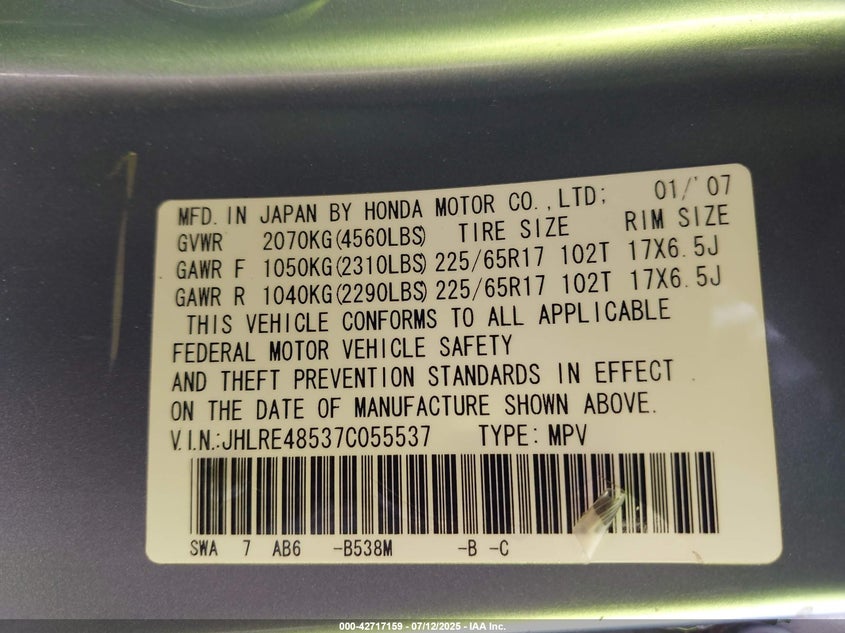 MFD. IN JAPAN BY HONDA MOTOR CO.,LTD; 01/'07
GVWR 2070KG(4560LBS) TIRE SIZE RIM SIZE
GAWR F 1050KG(2310LBS) 225/65R17 102T 17X6.5J
GAWR R 1040KG(2290LBS) 225/65R17 102T 17X6.5J
THIS VEHICLE CONFORMS TO ALL APPLICABLE
FEDERAL MOTOR VEHICLE SAFETY
AND THEFT PREVENTION STANDARDS IN EFFECT
ON THE DATE OF MANUFACTURE SHOWN ABOVE.
V.I.N.:JHLRE48537C055537 TYPE: MPV
SWA 7 AB6 -B538M -B -C
000-42717159 - 07/12/2025 - IAA Inc.